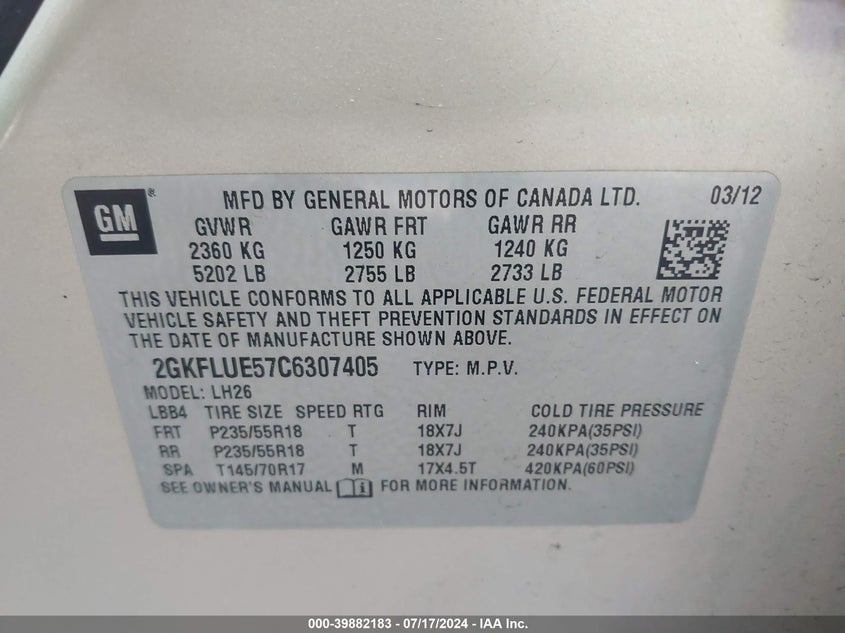 GM ® MFD BY GENERAL MOTORS OF CANADA LTD. 03/12
GVWR GAWR FRT GAWR RR
2360 KG 1250 KG 1240 KG
5202 LB 2755 LB 2733 LB
THIS VEHICLE CONFORMS TO ALL APPLICABLE U.S. FEDERAL MOTOR
VEHICLE SAFETY AND THEFT PREVENTION STANDARDS IN EFFECT ON
THE DATE OF MANUFACTURE SHOWN ABOVE.
2GKFLUE57C6307405 TYPE: M.P.V.
MODEL: LH26
LBB4 TIRE SIZE SPEED RTG RIM COLD TIRE PRESSURE
FRT P235/55R18 T 18X7J 240KPA(35PSI)
RR P235/55R18 T 18X7J 240KPA(35PSI)
SPA T145/70R17 M 17X4.5T 420KPA(60PSI)
SEE OWNER'S MANUAL FOR MORE INFORMATION.
000-39882183 - 07/17/2024 - IAA Inc.